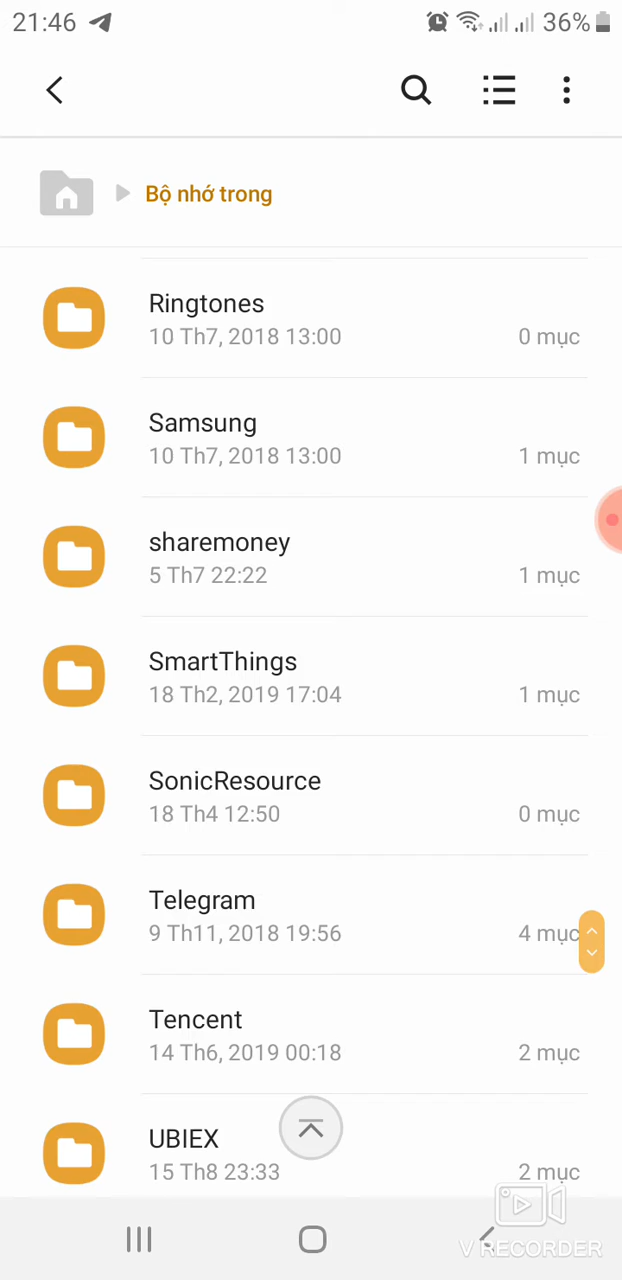 21:46 36%
Bộ nhớ trong
Ringtones
10 Th7, 2018 13:00 0 mục
Samsung
10 Th7, 2018 13:00 1 mục
sharemoney
5 Th7 22:22 1 mục
SmartThings
18 Th2, 2019 17:04 1 mục
SonicResource
18 Th4 12:50 0 mục
Telegram
9 Th11, 2018 19:56 4 mục
Tencent
14 Th6, 2019 00:18 2 mục
UBIEX
15 Th8 23:33 2 mục
V RECORDER